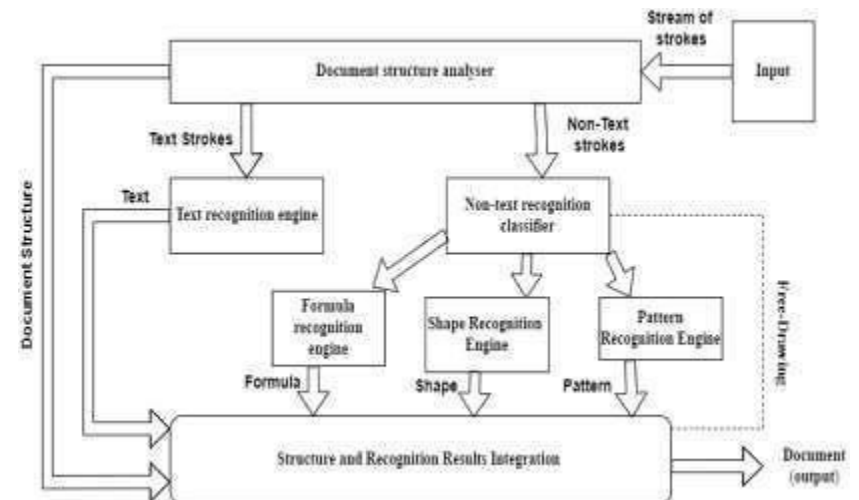 Stream of
strokes
Input
Document structure analyser
Text Strokes
Non-Text
strokes
Document Structure
Text
Text recognition engine
Non-text recognition
classifier
Free-Drawing
Formula
recognition
engine
Shape Recognition
Engine
Pattern
Recognition Engine
Formula
Shape
Pattern
Structure and Recognition Results Integration
Document
(output)